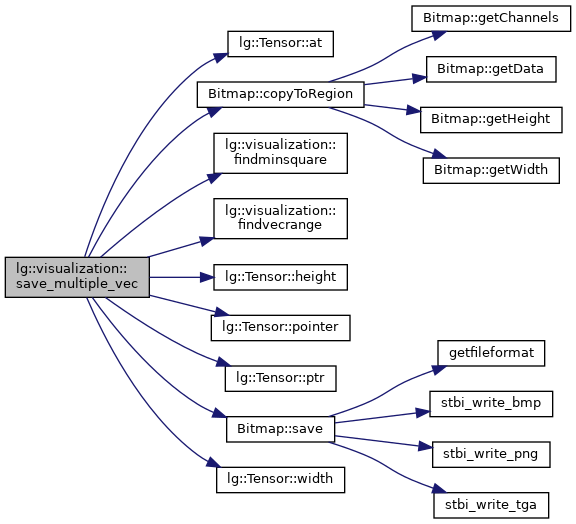 lg::visualization::
save_multiple_vec
lg::Tensor::at
Bitmap::copyToRegion
lg::visualization::
findminsquare
lg::visualization::
findvecrange
lg::Tensor::height
lg::Tensor::pointer
lg::Tensor::ptr
Bitmap::save
lg::Tensor::width
Bitmap::getChannels
Bitmap::getData
Bitmap::getHeight
Bitmap::getWidth
getfileformat
stbi_write_bmp
stbi_write_png
stbi_write_tga